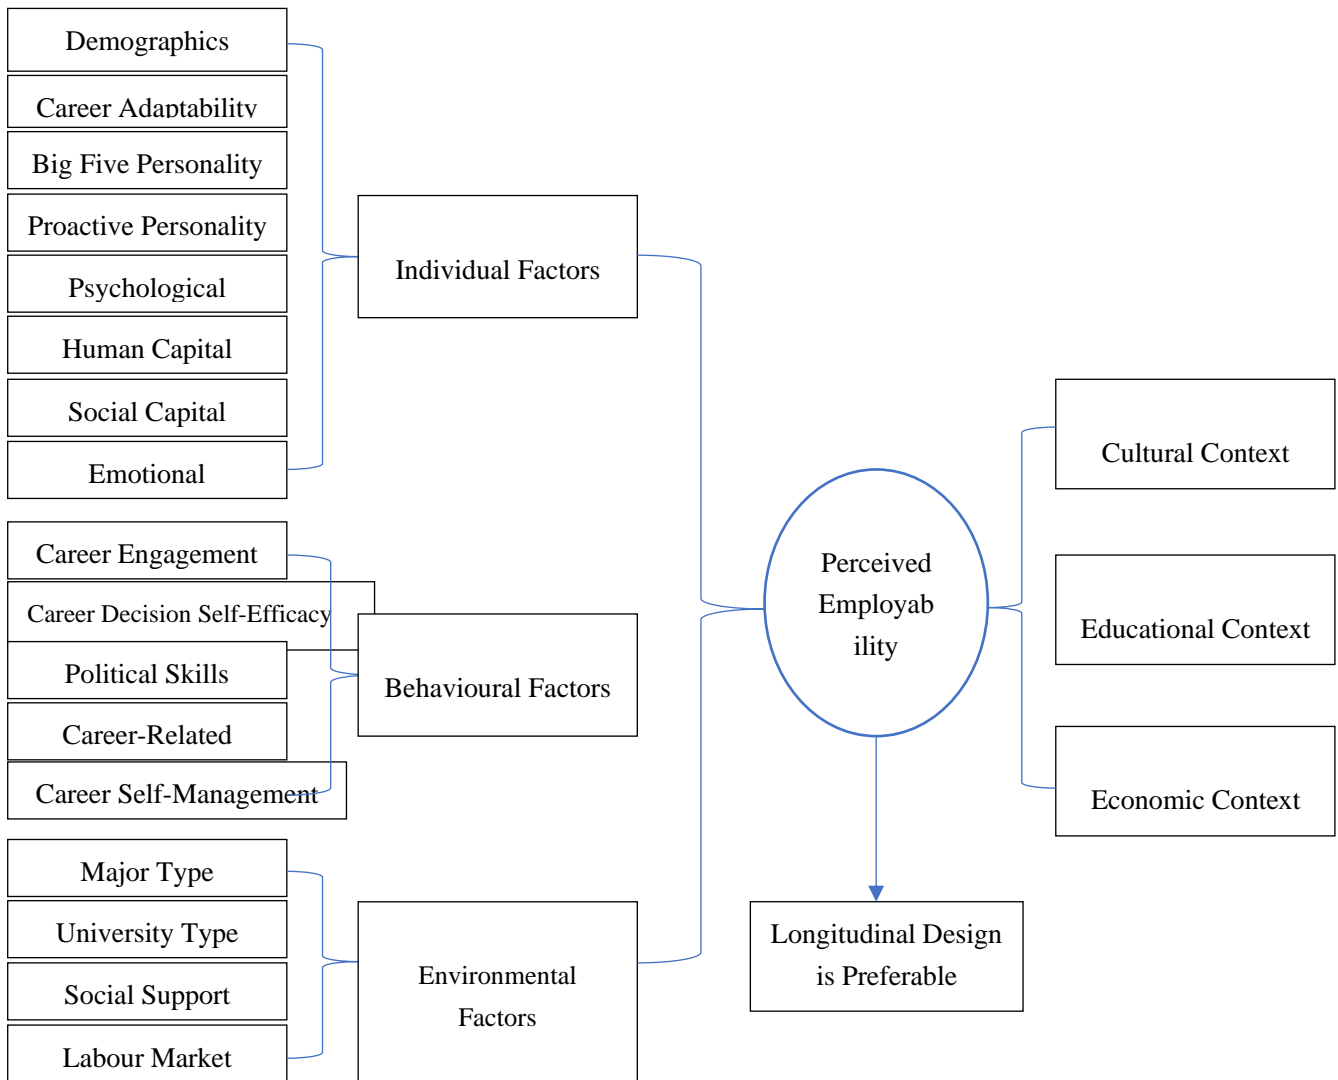 Demographics
Career Adaptability
Big Five Personality
Proactive Personality
Psychological
Human Capital
Social Capital
Emotional
Individual Factors
Career Engagement
Career Decision Self-Efficacy
Political Skills
Career-Related
Career Self-Management
Behavioural Factors
Major Type
University Type
Social Support
Labour Market
Environmental
Factors
Perceived
Employab
ility
Longitudinal Design
is Preferable
Cultural Context
Educational Context
Economic Context